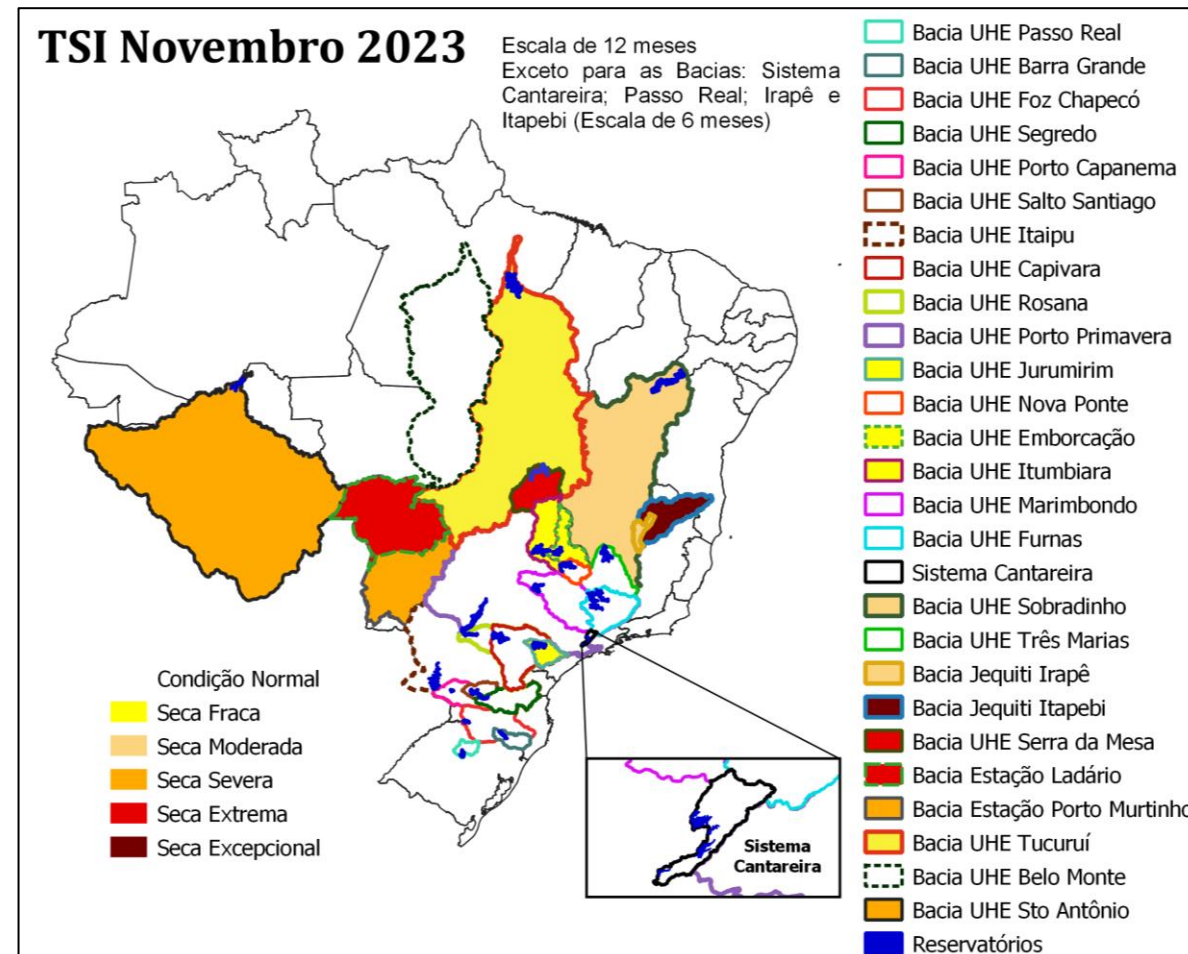 TSI Novembro 2023
Escala de 12 meses
Exceto para as Bacias: Sistema
Cantareira; Passo Real; Irapê e
Itapebi (Escala de 6 meses)
Bacia UHE Passo Real
Bacia UHE Barra Grande
Bacia UHE Foz Chapecó
Bacia UHE Segredo
Bacia UHE Porto Capanema
Bacia UHE Salto Santiago
Bacia UHE Itaipu
Bacia UHE Capivara
Bacia UHE Rosana
Bacia UHE Porto Primavera
Bacia UHE Jurumirim
Bacia UHE Nova Ponte
Bacia UHE Emborcação
Bacia UHE Itumbiara
Bacia UHE Marimbondo
Bacia UHE Furnas
Sistema Cantareira
Bacia UHE Sobradinho
Bacia UHE Três Marias
Bacia Jequiti Irapê
Bacia Jequiti Itapebi
Bacia UHE Serra da Mesa
Bacia Estação Ladário
Bacia Estação Porto Murtinho
Bacia UHE Tucuruí
Bacia UHE Belo Monte
Bacia UHE Sto Antônio
Reservatórios
Condição Normal
Seca Fraca
Seca Moderada
Seca Severa
Seca Extrema
Seca Excepcional
Sistema
Cantareira